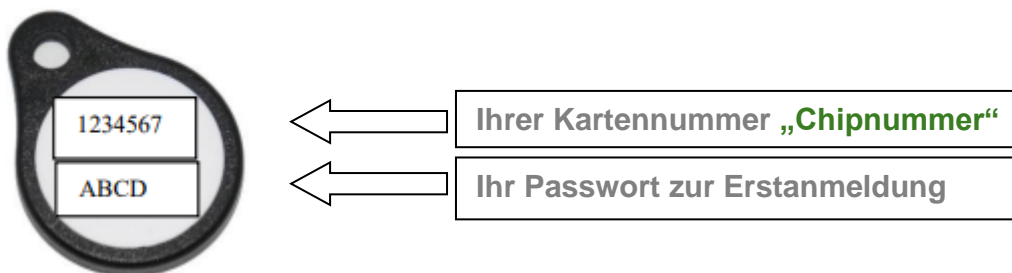 1234567
Ihrer Kartennummer „Chipnummer“
ABCD
Ihr Passwort zur Erstanmeldung